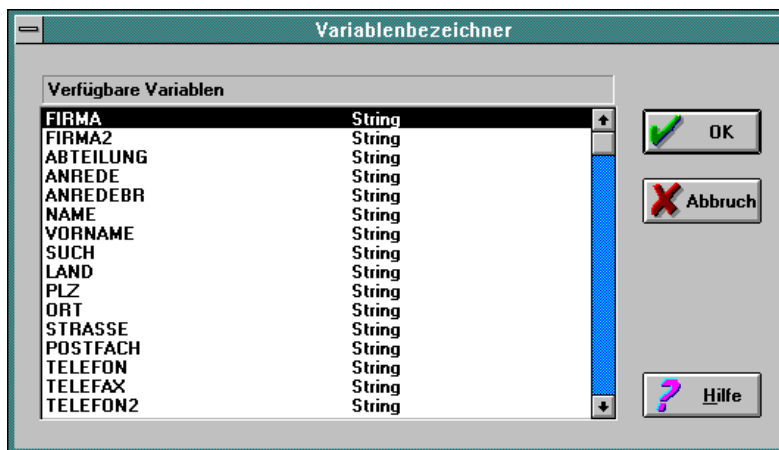 Variablenbezeichner
Verfügbare Variablen
FIRMA String
FIRMA2 String
ABTEILUNG String
ANREDE String
ANREDEBR String
NAME String
VORNAME String
SUCH String
LAND String
PLZ String
ORT String
STRASSE String
POSTFACH String
TELEFON String
TELEFAX String
TELEFON2 String
OK
Abbruch
Hilfe